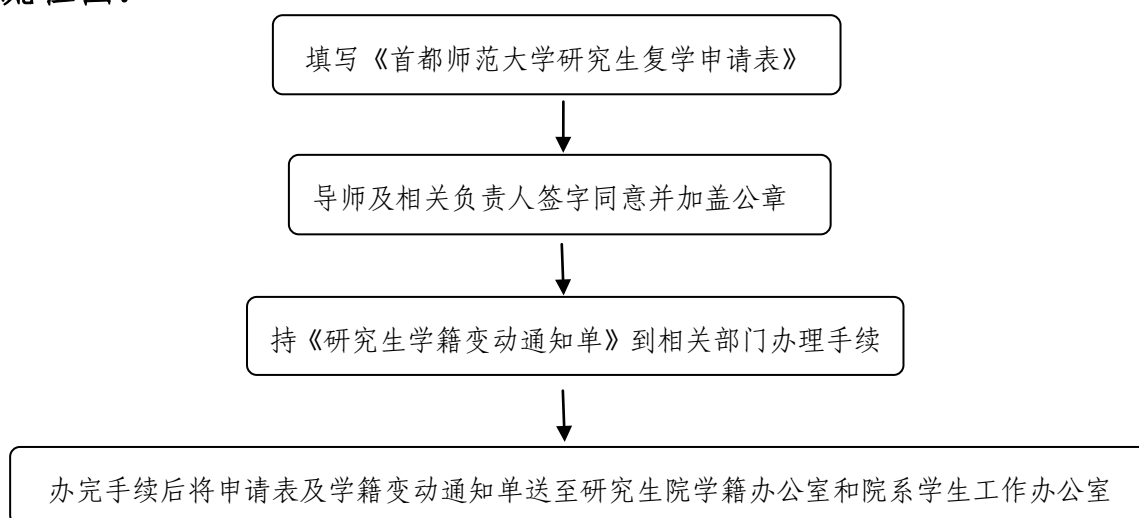 填写《首都师范大学研究生复学申请表》
导师及相关负责人签字同意并加盖公章
持《研究生学籍变动通知单》到相关部门办理手续
办完手续后将申请表及学籍变动通知单送至研究生院学籍办公室和院系学生工作办公室